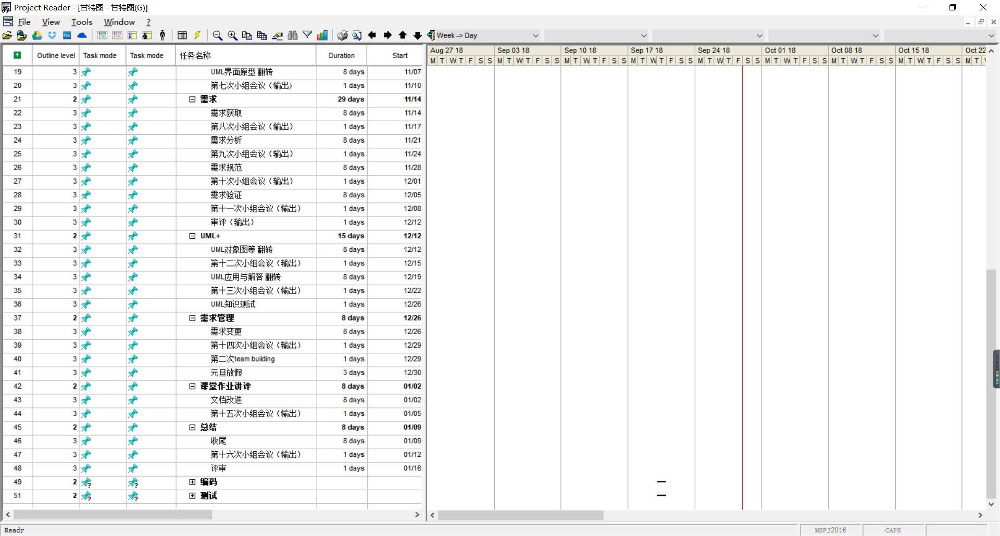 Project Reader - [甘特图 - 甘特图(G)]
File View Tools Window ?
Week -> Day
Outline level Task mode Task mode 任务名称 Duration Start
Aug 27 18 Sep 03 18 Sep 10 18 Sep 17 18 Sep 24 18 Oct 01 18 Oct 08 18 Oct 15 18 Oct 22
M T W T F S S M T W T F S S M T W T F S S M T W T F S S M T W T F S S M T W T F S S M T W T F S S M T W T F S S M T
19 3 UML界面原型 翻转 8 days 11/07
20 3 第七次小组会议（输出） 1 days 11/10
21 2 需求 29 days 11/14
22 3 需求获取 8 days 11/14
23 3 第八次小组会议（输出） 1 days 11/17
24 3 需求分析 8 days 11/21
25 3 第九次小组会议（输出） 1 days 11/24
26 3 需求规范 8 days 11/28
27 3 第十次小组会议（输出） 1 days 12/01
28 3 需求验证 8 days 12/05
29 3 第十一次小组会议（输出） 1 days 12/08
30 3 审评（输出） 1 days 12/12
31 2 UML+ 15 days 12/12
32 3 UML对象图等 翻转 8 days 12/12
33 3 第十二次小组会议（输出） 1 days 12/15
34 3 UML应用与解答 翻转 8 days 12/19
35 3 第十三次小组会议（输出） 1 days 12/22
36 3 UML知识测试 1 days 12/26
37 2 需求管理 8 days 12/26
38 3 需求变更 8 days 12/26
39 3 第十四次小组会议（输出） 1 days 12/29
40 3 第二次team building 1 days 12/29
41 3 元旦放假 3 days 12/30
42 2 课堂作业讲评 8 days 01/02
43 3 文档改进 8 days 01/02
44 3 第十五次小组会议（输出） 1 days 01/05
45 2 总结 8 days 01/09
46 3 收尾 8 days 01/09
47 3 第十六次小组会议（输出） 1 days 01/12
48 3 评审 1 days 01/16
49 2 ? ? 编码
51 2 ? ? 测试
Ready MSPJ2016 CAPS